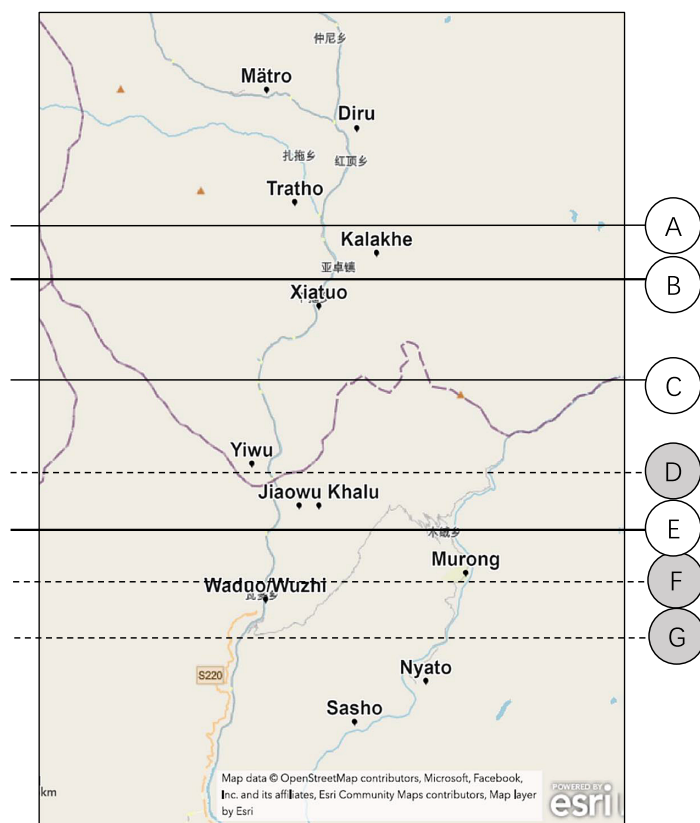 仲尼乡
Mätro
Diru
扎拖乡
红顶乡
Tratho
A
Kalakhe
亚卓镇
B
Xiatuo
C
Yiwu
D
Jiaowu Khalu
E
木绒乡
Murong
F
Waduo/Wuzhi
瓦多乡
G
Nyato
S220
Sasho
km
Map data © OpenStreetMap contributors, Microsoft, Facebook,
Inc. and its affiliates, Esri Community Maps contributors, Map layer
by Esri
POWERED BY
esri